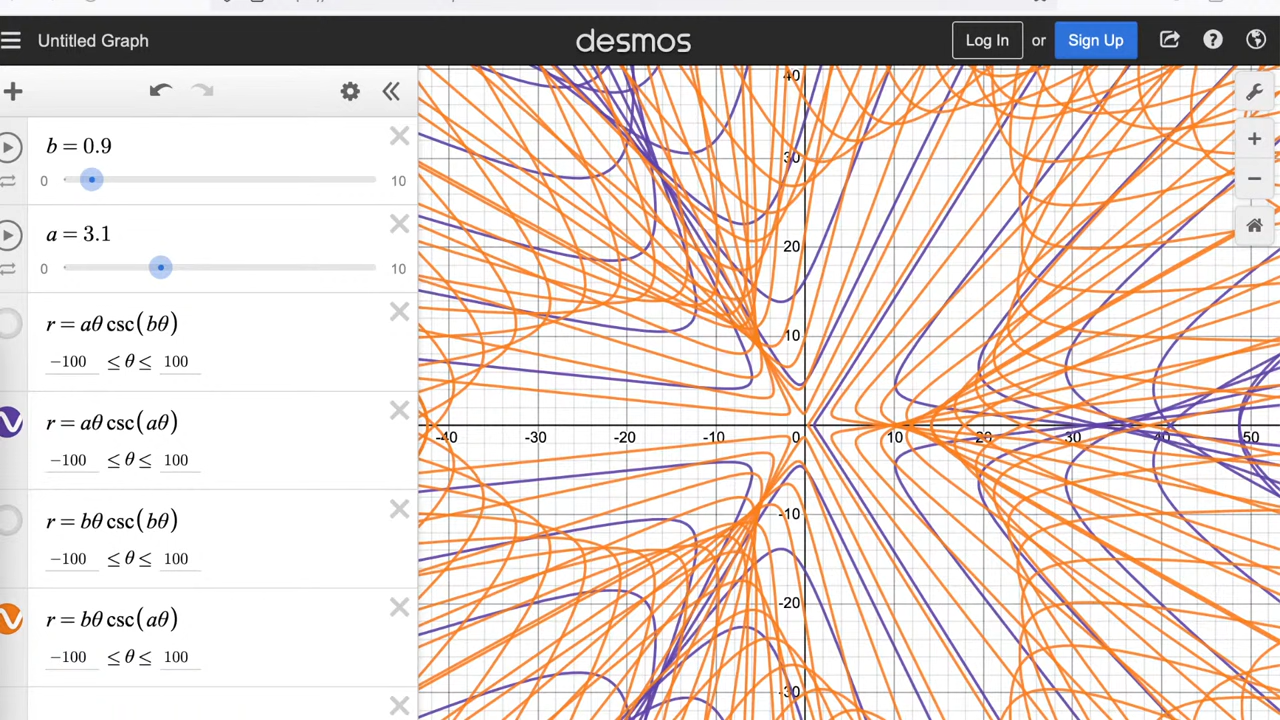 Untitled Graph
desmos
Log In or Sign Up
b = 0.9
0 10
a = 3.1
0 10
r = aθ csc(bθ)
−100 ≤ θ ≤ 100
r = aθ csc(aθ)
−100 ≤ θ ≤ 100
r = bθ csc(bθ)
−100 ≤ θ ≤ 100
r = bθ csc(aθ)
−100 ≤ θ ≤ 100
40
30
20
10
-40 -30 -20 -10 0 10 20 30 40 50
-10
-20
-30